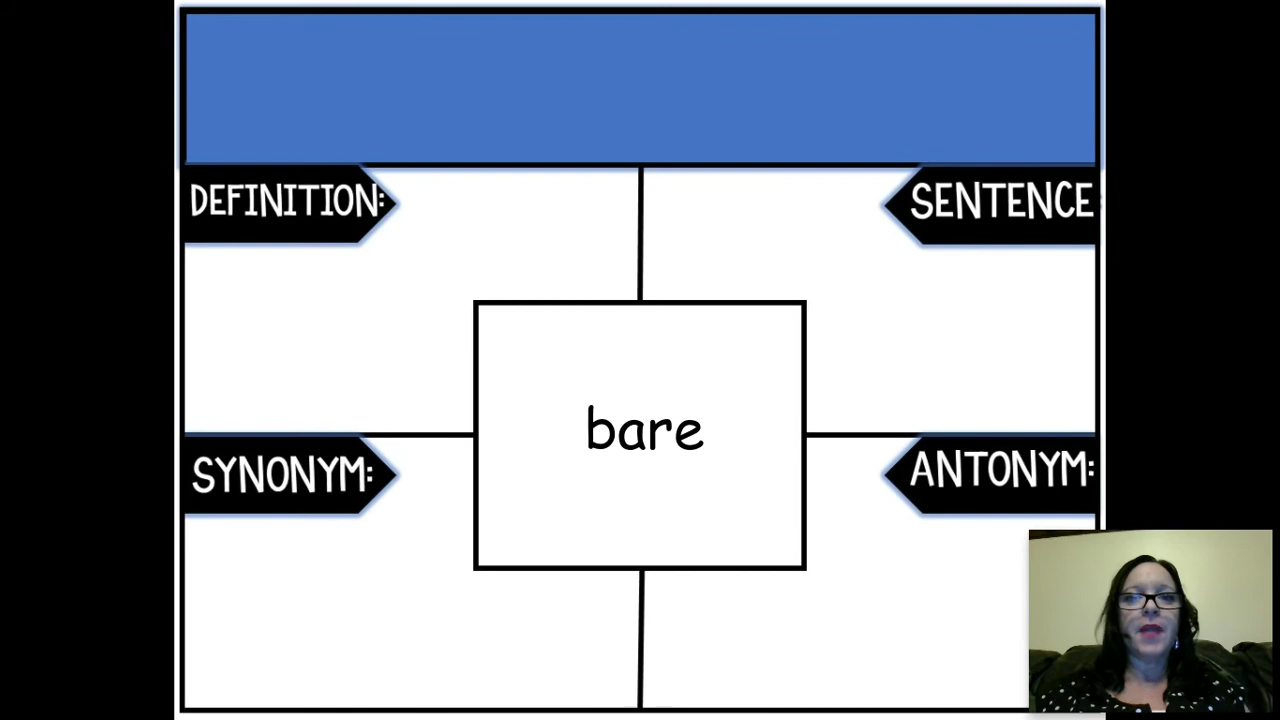 DEFINITION:
SENTENCE
bare
SYNONYM:
ANTONYM: